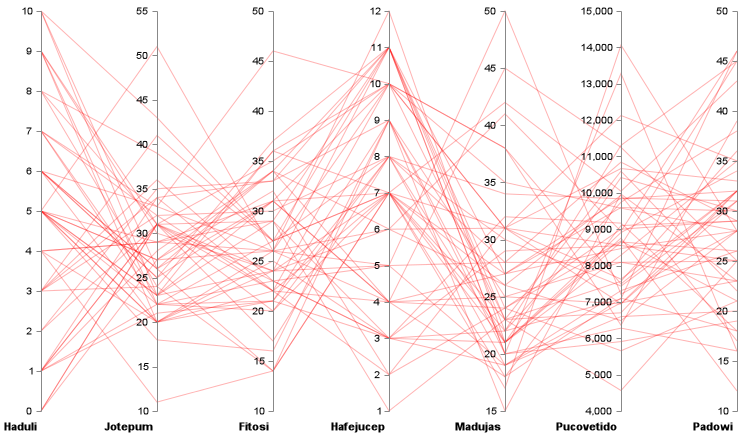 10 55 50 12 50 15,000 50
9 50 45 11 45 14,000 45
8 45 40 10 40 13,000 40
7 40 35 9 35 12,000 35
6 35 30 8 30 11,000 30
5 30 25 7 25 10,000 25
4 25 20 6 20 9,000 20
3 20 15 5 15 8,000 15
2 15 10 4 7,000 10
1 10 3 6,000
0 2 5,000
1 4,000
Haduli Jotepum Fitosi Hafejucep Madujas Pucovetido Padowi